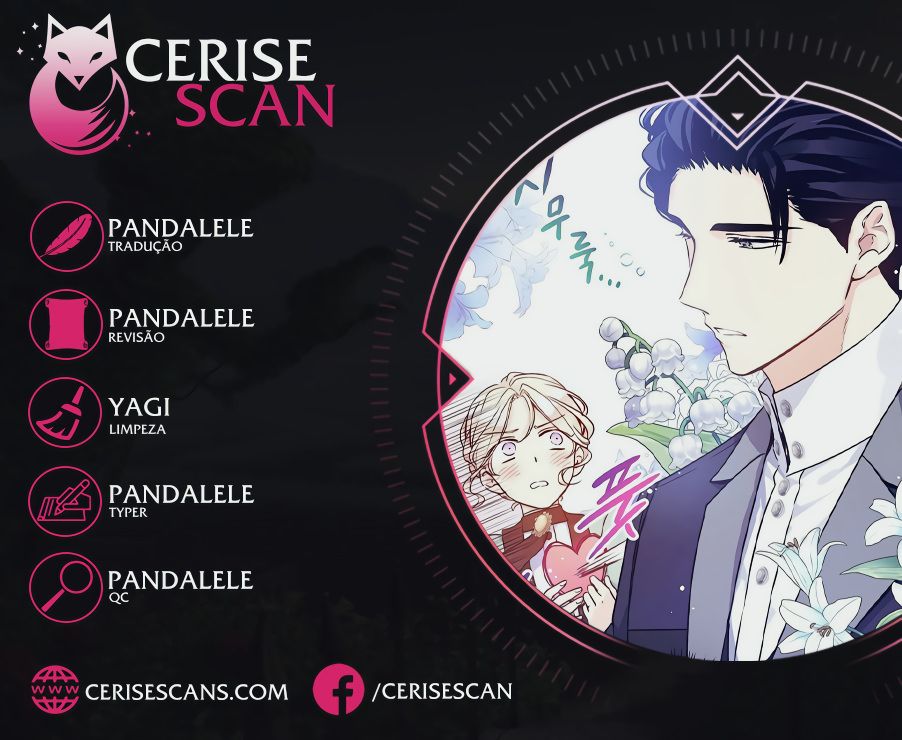 CERISE
SCAN
PANDALELE
TRADUÇÃO
PANDALELE
REVISÃO
YAGI
LIMPEZA
PANDALELE
TYPER
PANDALELE
QC
WWW
CERISESCANS.COM
f
/CERISESCAN
시무룩...
푹